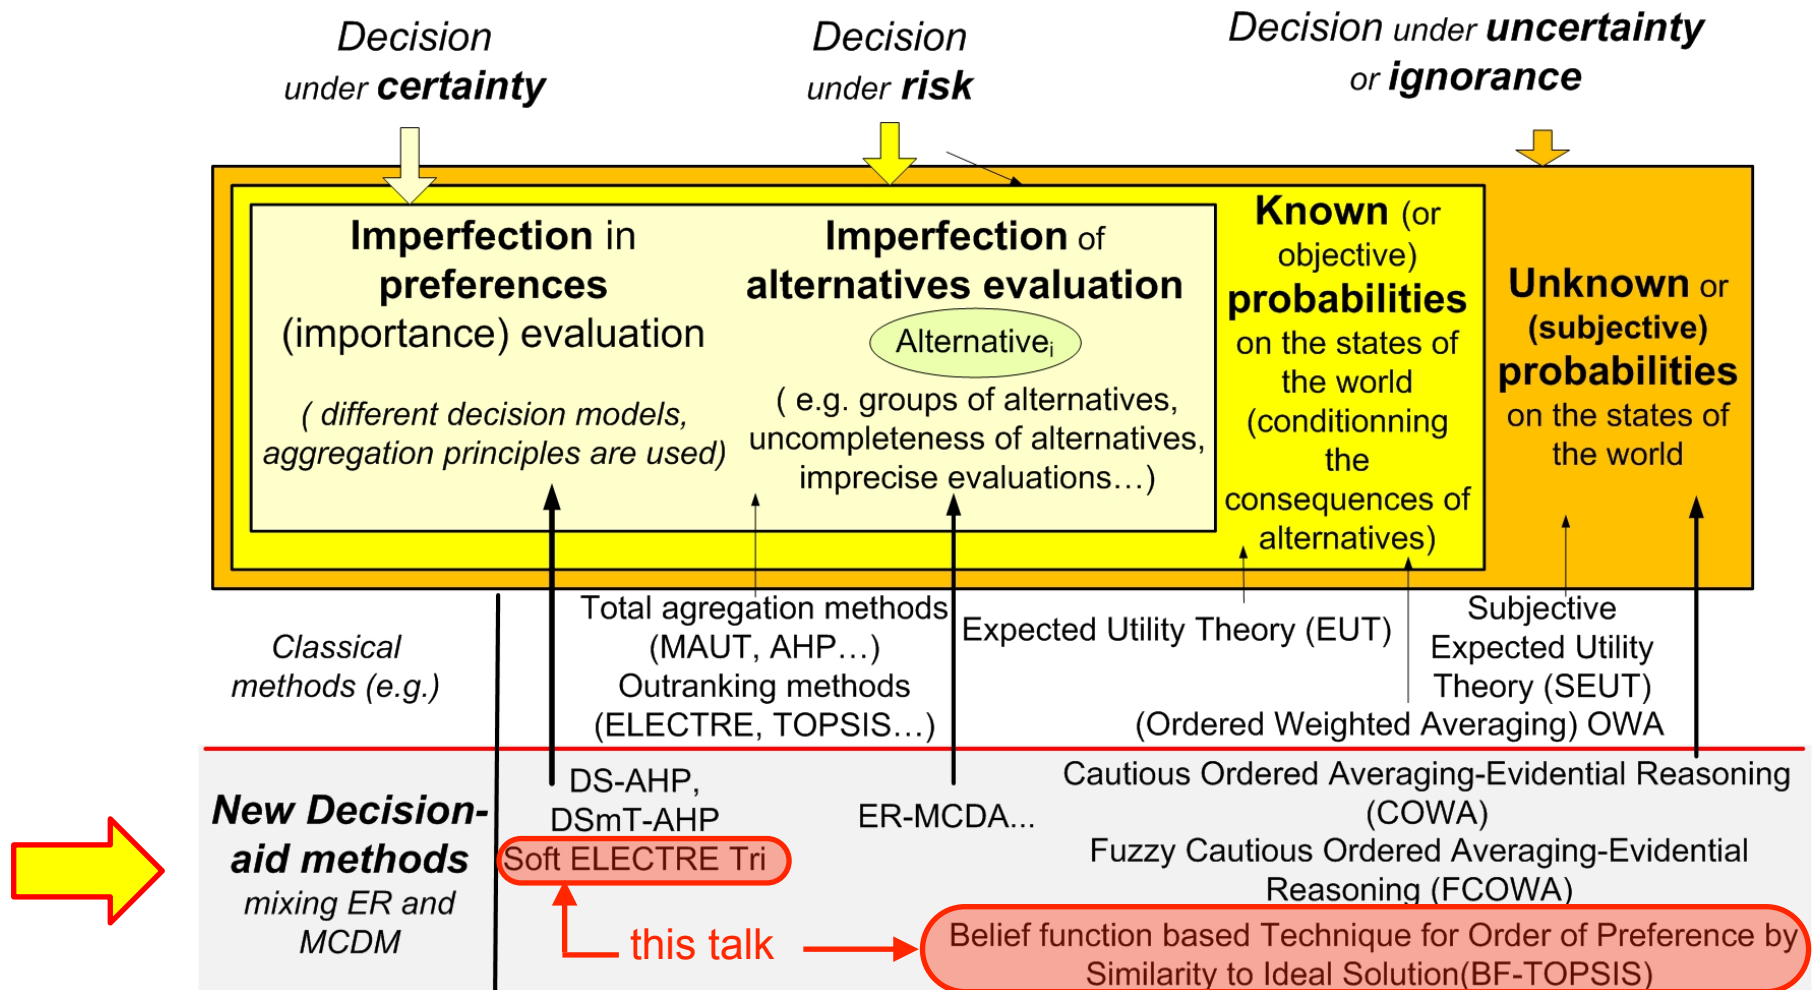 Decision
under certainty
Decision
under risk
Decision under uncertainty
or ignorance
Imperfection in
preferences
(importance) evaluation
( different decision models,
aggregation principles are used)
Imperfection of
alternatives evaluation
Alternativei
( e.g. groups of alternatives,
uncompleteness of alternatives,
imprecise evaluations…)
Known (or
objective)
probabilities
on the states of
the world
(conditionning
the
consequences of
alternatives)
Unknown or
(subjective)
probabilities
on the states of
the world
Classical
methods (e.g.)
Total agregation methods
(MAUT, AHP…)
Outranking methods
(ELECTRE, TOPSIS…)
Expected Utility Theory (EUT)
Subjective
Expected Utility
Theory (SEUT)
(Ordered Weighted Averaging) OWA
New Decision-
aid methods
mixing ER and
MCDM
DS-AHP,
DSmT-AHP
Soft ELECTRE Tri
ER-MCDA...
Cautious Ordered Averaging-Evidential Reasoning
(COWA)
Fuzzy Cautious Ordered Averaging-Evidential
Reasoning (FCOWA)
this talk
Belief function based Technique for Order of Preference by
Similarity to Ideal Solution(BF-TOPSIS)